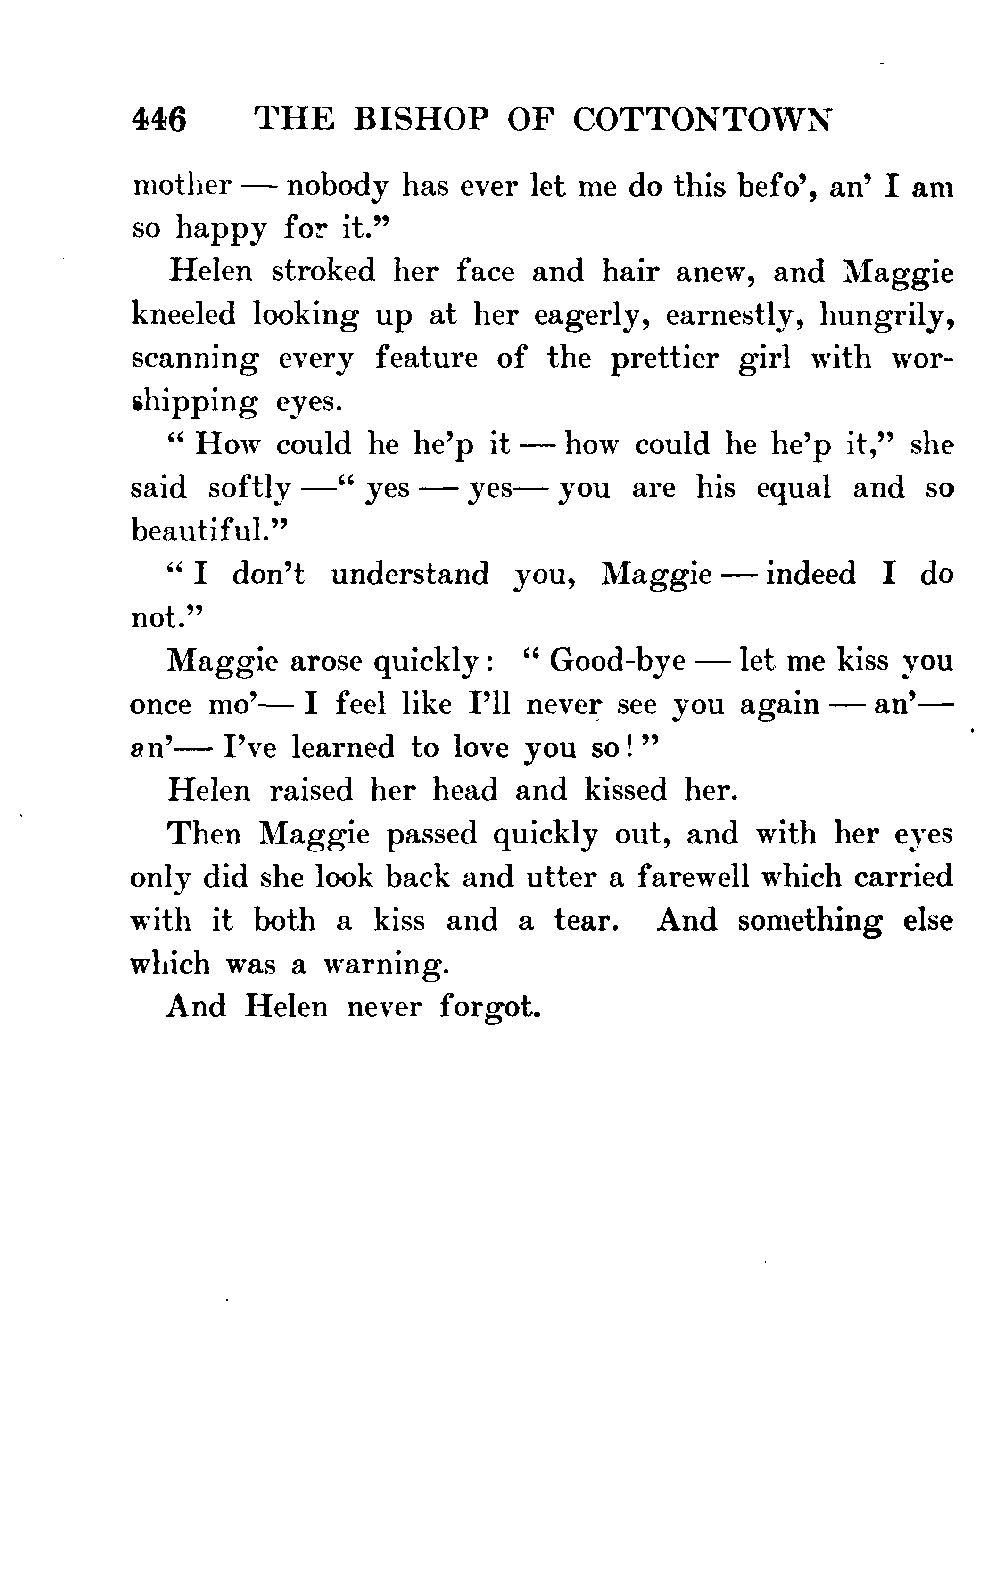 446 THE BISHOP OF COTTONTOWN
mother — nobody has ever let me do this befo’, an’ I am
so happy for it.”
Helen stroked her face and hair anew, and Maggie
kneeled looking up at her eagerly, earnestly, hungrily,
scanning every feature of the prettier girl with wor-
shipping eyes.
“ How could he he’p it — how could he he’p it,” she
said softly —“ yes — yes— you are his equal and so
beautiful.”
“ I don’t understand you, Maggie — indeed I do
not.”
Maggie arose quickly: “ Good-bye — let me kiss you
once mo’— I feel like I’ll never see you again — an’—
an’— I’ve learned to love you so! ”
Helen raised her head and kissed her.
Then Maggie passed quickly out, and with her eyes
only did she look back and utter a farewell which carried
with it both a kiss and a tear. And something else
which was a warning.
And Helen never forgot.